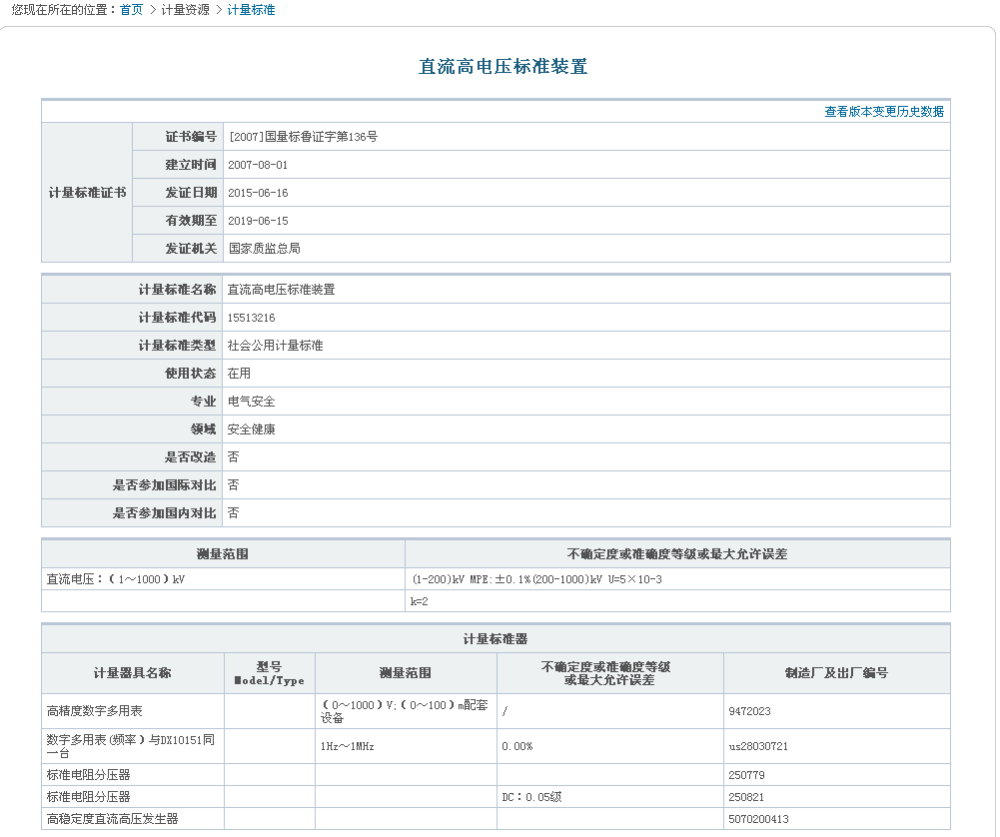 您现在所在的位置：首页 > 计量资源 > 计量标准
直流高电压标准装置
查看版本变更历史数据
计量标准证书
证书编号 [2007]国量标鲁证字第136号
建立时间 2007-08-01
发证日期 2015-06-16
有效期至 2019-06-15
发证机关 国家质监总局
计量标准名称 直流高电压标准装置
计量标准代码 15513216
计量标准类型 社会公用计量标准
使用状态 在用
专业 电气安全
领域 安全健康
是否改造 否
是否参加国际对比 否
是否参加国内对比 否
测量范围 不确定度或准确度等级或最大允许误差
直流电压：（1～1000）kV (1-200)kV MPE:±0.1%(200-1000)kV U=5×10-3
k=2
计量标准器
计量器具名称 型号 测量范围 不确定度或准确度等级 制造厂及出厂编号
Model/Type 或最大允许误差
高精度数字多用表 （0～1000）V;（0～100）m配套 / 9472023
设备
数字多用表(频率）与DX10151同 1Hz～1MHz 0.00% us28030721
一台
标准电阻分压器 250779
标准电阻分压器 DC：0.05级 250821
高稳定度直流高压发生器 5070200413